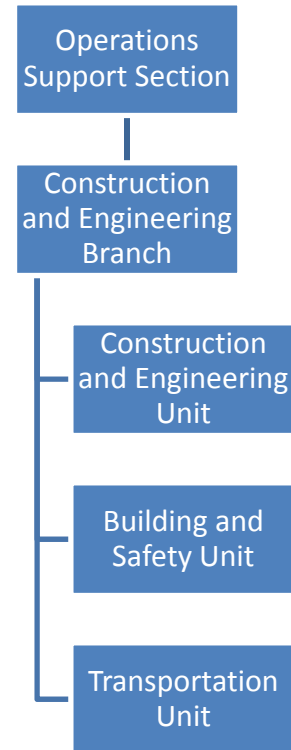 Operations
Support Section
Construction
and Engineering
Branch
Construction
and Engineering
Unit
Building and
Safety Unit
Transportation
Unit